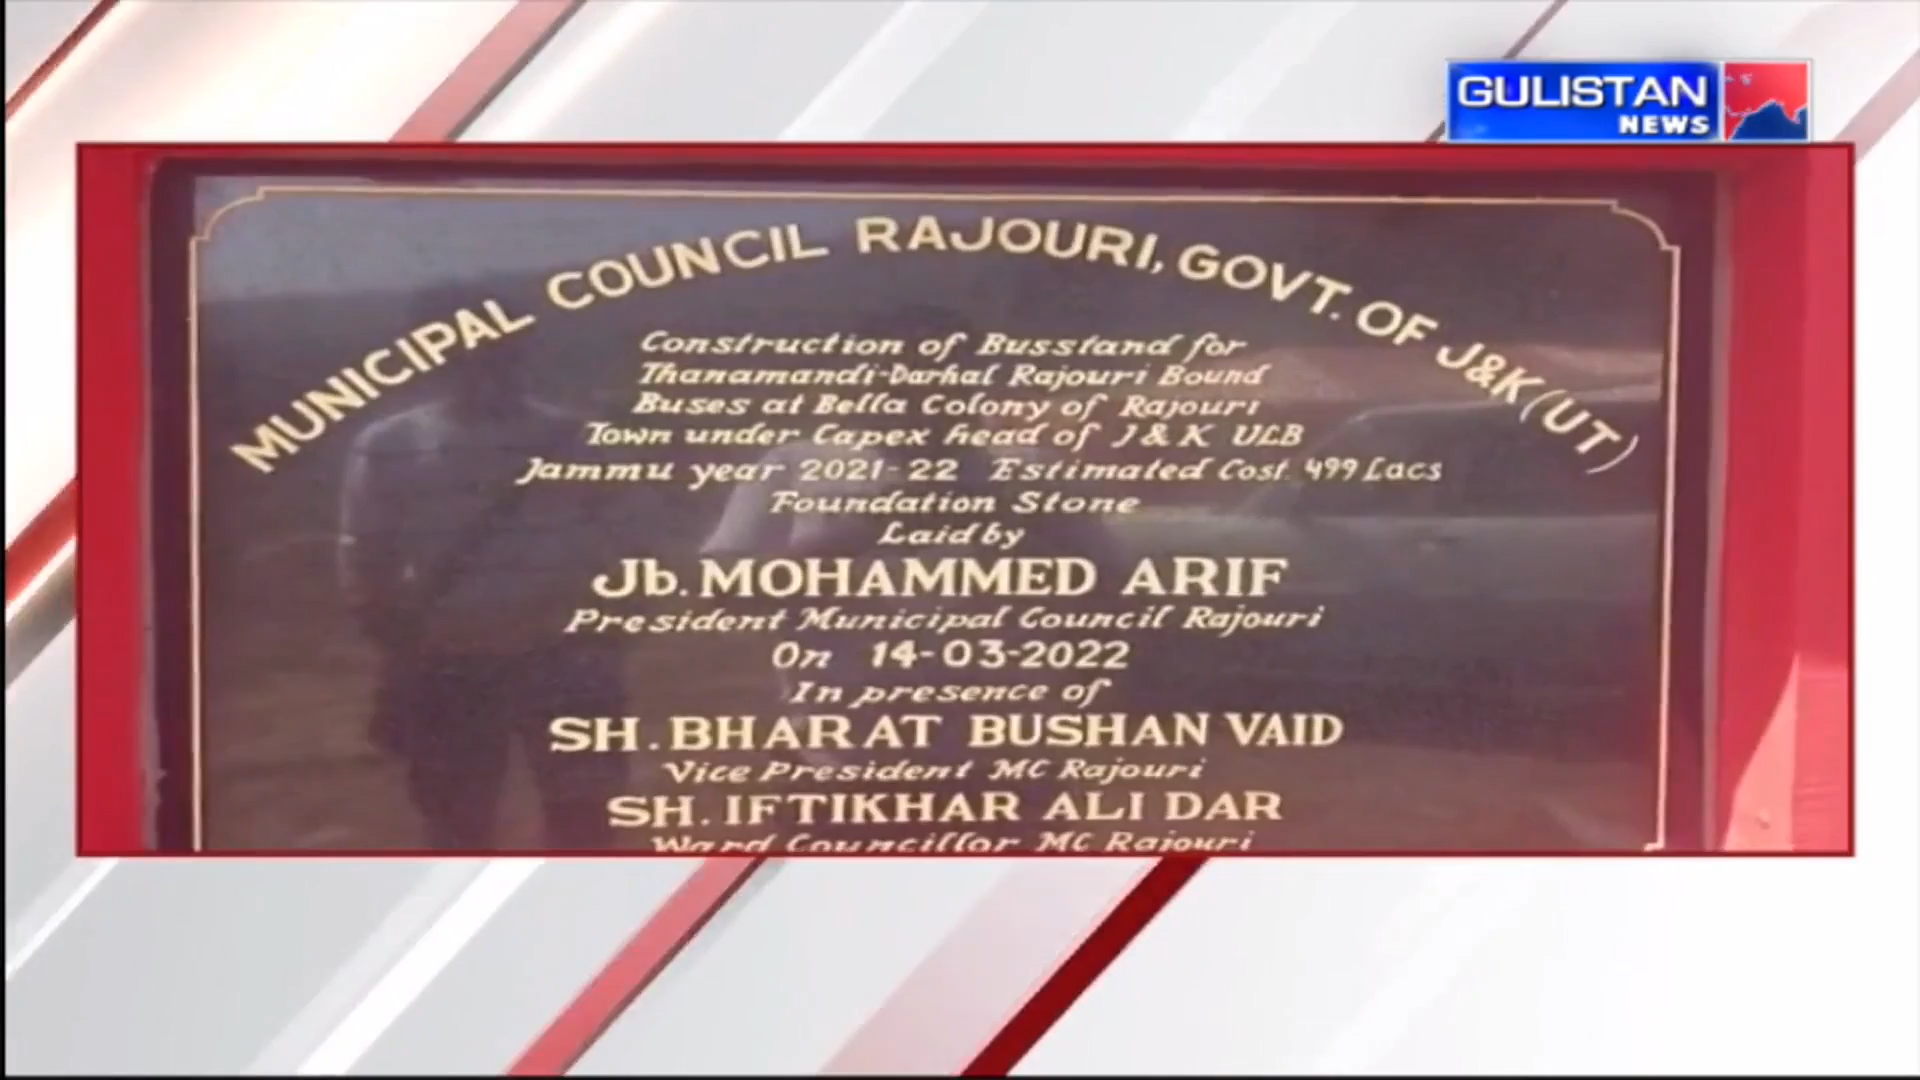 GULISTAN
NEWS
MUNICIPAL COUNCIL RAJOURI, GOVT. OF J&K (UT)
Construction of Busstand for
Thanamandi-Darhal Rajouri Bound
Buses at Bella Colony of Rajouri
Town under Capex head of J & K ULB
Jammu year 2021-22 Estimated Cost. 499 Lacs
Foundation Stone
Laid by
Jb. MOHAMMED ARIF
President Municipal Council Rajouri
On 14-03-2022
In presence of
SH. BHARAT BUSHAN VAID
Vice President MC Rajouri
SH. IFTIKHAR ALI DAR
Ward Councillor MC Rajouri